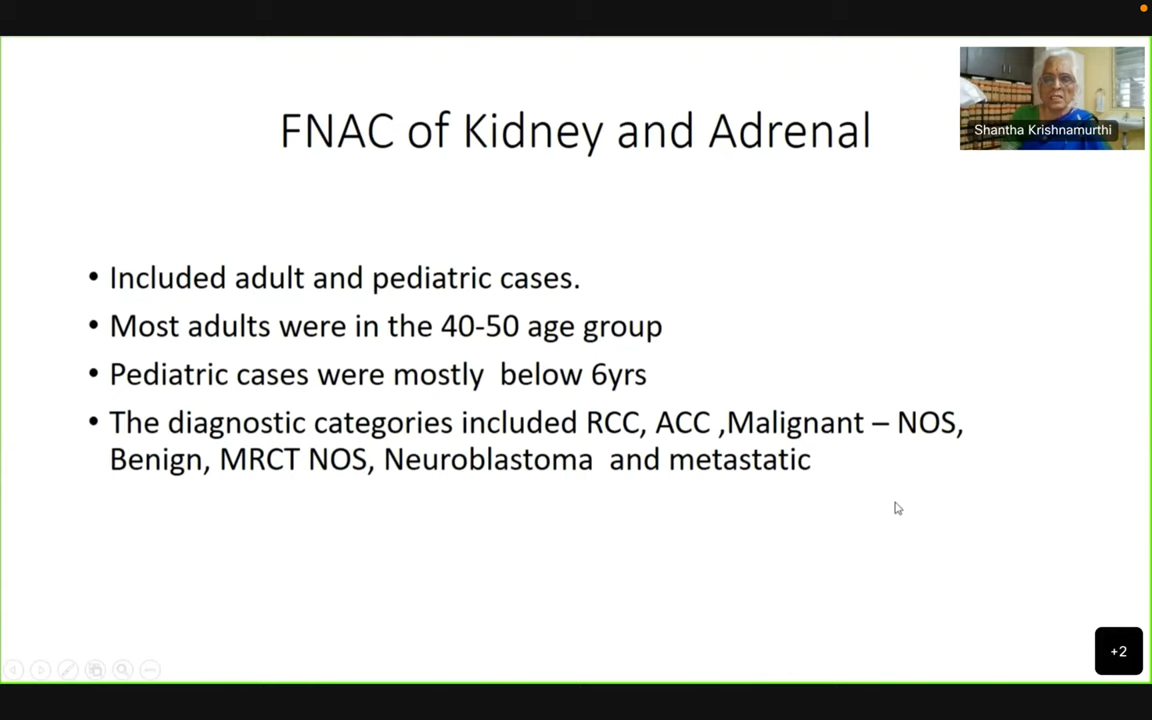 Shantha Krishnamurthi
FNAC of Kidney and Adrenal
• Included adult and pediatric cases.
• Most adults were in the 40-50 age group
• Pediatric cases were mostly below 6yrs
• The diagnostic categories included RCC, ACC ,Malignant – NOS,
Benign, MRCT NOS, Neuroblastoma and metastatic
+2